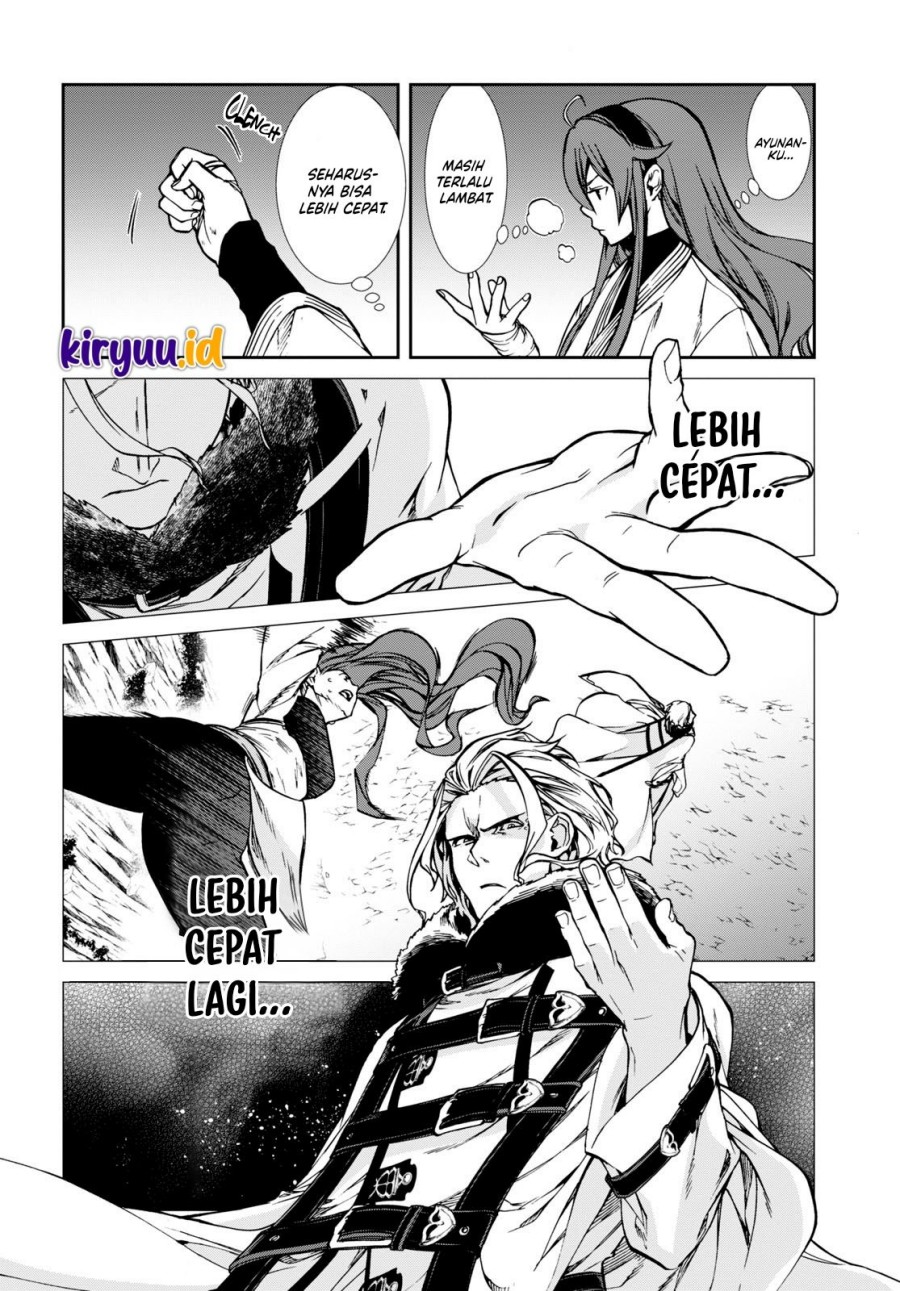 AYUNAN-
KU...
MASIH
TERLALU
LAMBAT.
SEHARUS-
NYA BISA
LEBIH CEPAT.
CLENCH
kiryuu.id
LEBIH
CEPAT...
LEBIH
CEPAT
LAGI...